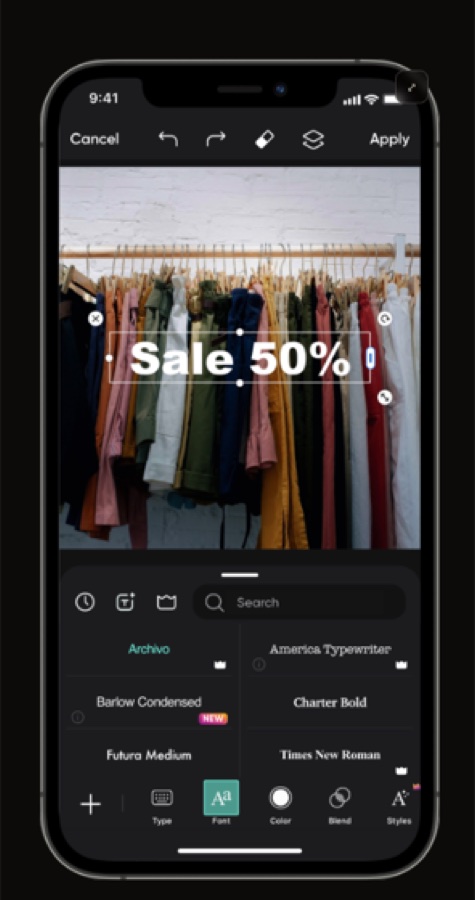 9:41
Cancel
Apply
Sale 50%
Search
Archivo
America Typewriter
Barlow Condensed
NEW
Charter Bold
Futura Medium
Times New Roman
Type
Aa
Font
Color
Blend
Styles